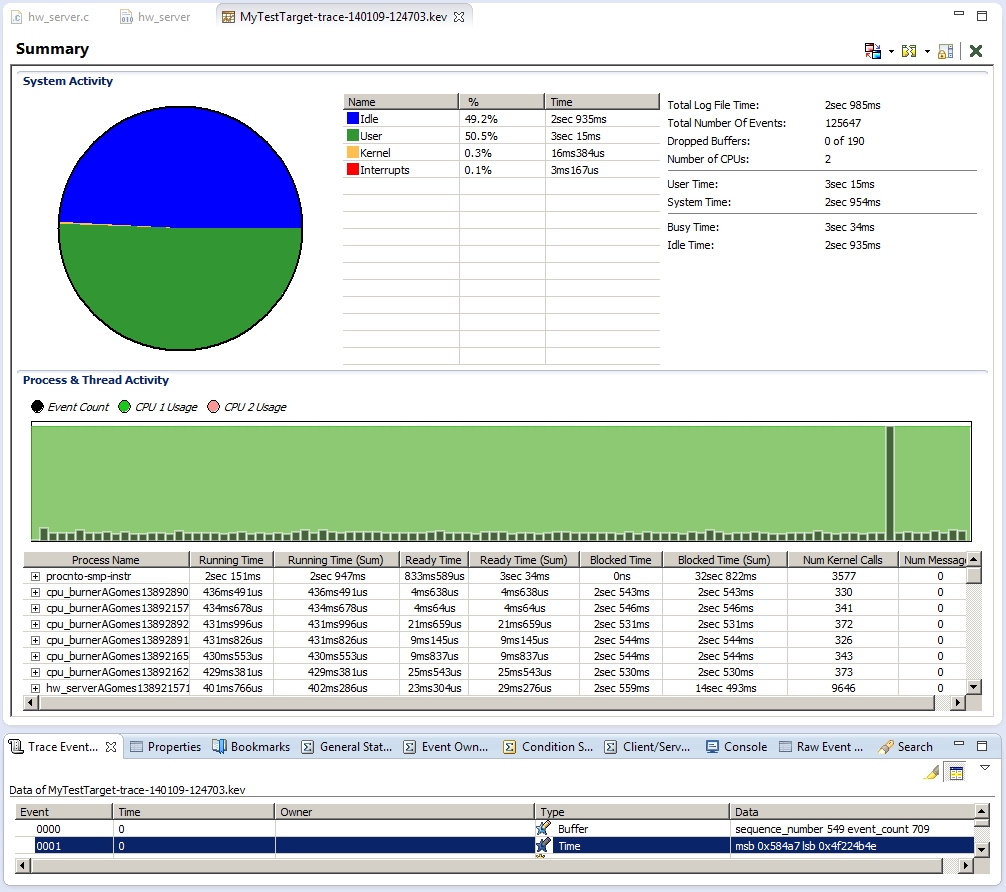 hw_server.c hw_server MyTestTarget-trace-140109-124703.kev
Summary
System Activity
Name % Time
Idle 49.2% 2sec 935ms
User 50.5% 3sec 15ms
Kernel 0.3% 16ms384us
Interrupts 0.1% 3ms167us
Total Log File Time: 2sec 985ms
Total Number Of Events: 125647
Dropped Buffers: 0 of 190
Number of CPUs: 2
User Time: 3sec 15ms
System Time: 2sec 954ms
Busy Time: 3sec 34ms
Idle Time: 2sec 935ms
Process & Thread Activity
Event Count CPU 1 Usage CPU 2 Usage
Process Name Running Time Running Time (Sum) Ready Time Ready Time (Sum) Blocked Time Blocked Time (Sum) Num Kernel Calls Num Messag
procnto-smp-instr 2sec 151ms 2sec 947ms 833ms589us 3sec 34ms 0ns 32sec 822ms 3577 0
cpu_burnerAGomes13892890 436ms491us 436ms491us 4ms638us 4ms638us 2sec 543ms 2sec 543ms 330 0
cpu_burnerAGomes13892157 434ms678us 434ms678us 4ms64us 4ms64us 2sec 546ms 2sec 546ms 341 0
cpu_burnerAGomes13892892 431ms996us 431ms996us 21ms659us 21ms659us 2sec 531ms 2sec 531ms 372 0
cpu_burnerAGomes13892891 431ms826us 431ms826us 9ms145us 9ms145us 2sec 544ms 2sec 544ms 326 0
cpu_burnerAGomes13892165 430ms553us 430ms553us 9ms837us 9ms837us 2sec 544ms 2sec 544ms 343 0
cpu_burnerAGomes13892162 429ms381us 429ms381us 25ms543us 25ms543us 2sec 530ms 2sec 530ms 373 0
hw_serverAGomes138921571 401ms766us 402ms286us 23ms304us 29ms276us 2sec 559ms 14sec 493ms 9646 0
Trace Event... Properties Bookmarks General Stat... Event Own... Condition S... Client/Serv... Console Raw Event ... Search
Data of MyTestTarget-trace-140109-124703.kev
Event Time Owner Type Data
0000 0 Buffer sequence_number 549 event_count 709
0001 0 Time msb 0x584a7 lsb 0x4f224b4e